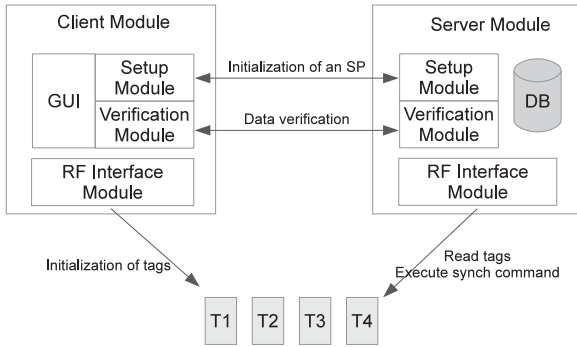 Client Module
Server Module
GUI
Setup
Module
Verification
Module
RF Interface
Module
Initialization of an SP
Data verification
Setup
Module
Verification
Module
DB
RF Interface
Module
Initialization of tags
Read tags
Execute synch command
T1
T2
T3
T4